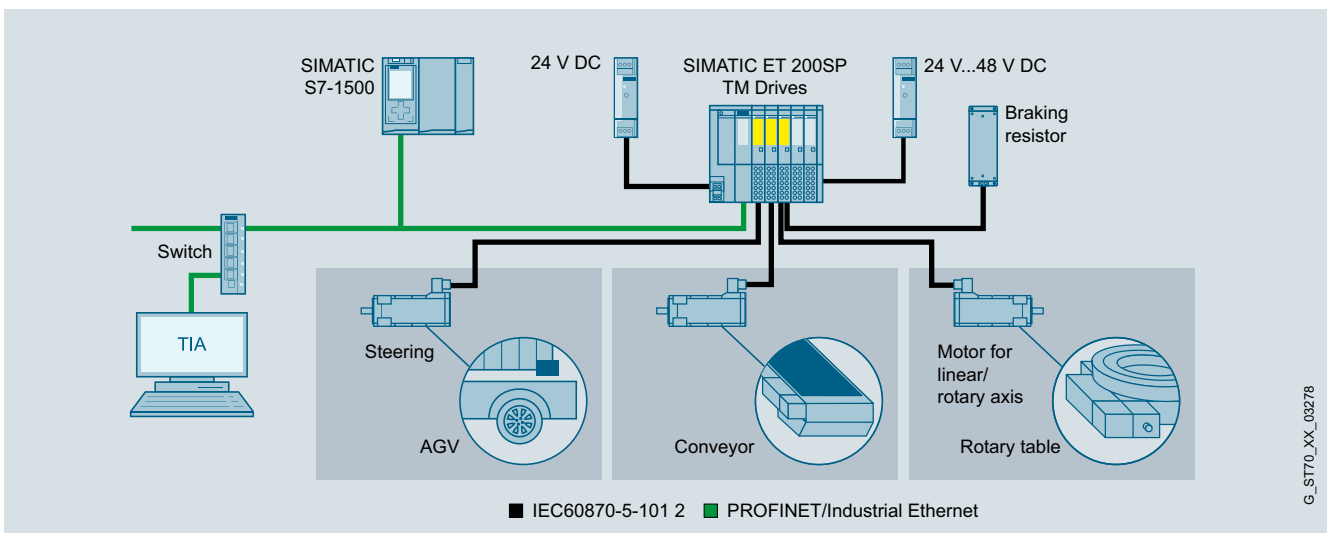 SIMATIC
S7-1500
24 V DC
SIMATIC ET 200SP
TM Drives
24 V...48 V DC
Braking
resistor
Switch
TIA
Steering
AGV
Conveyor
Motor for
linear/
rotary axis
Rotary table
IEC60870-5-101 2
PROFINET/Industrial Ethernet
G_ST70_XX_03278